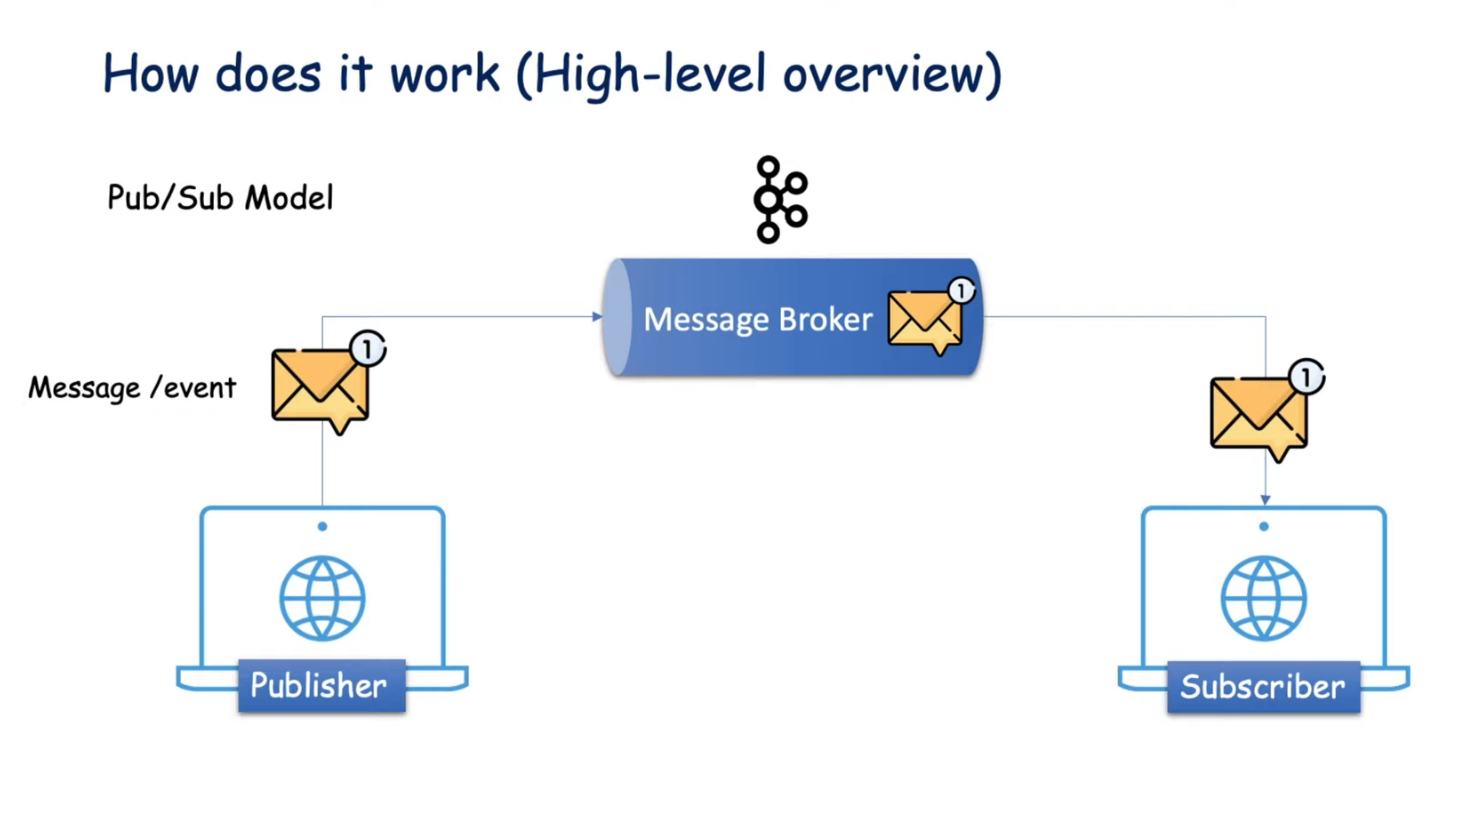 How does it work (High-level overview)
Pub/Sub Model
Message Broker
1
1
Message /event
1
Publisher
Subscriber